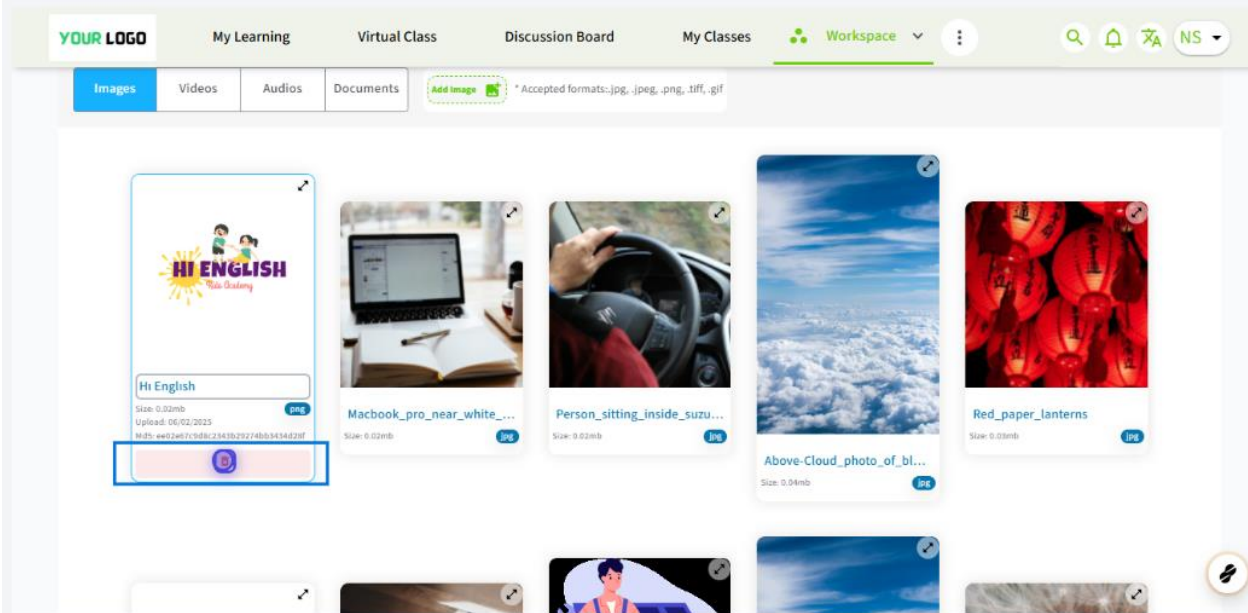 YOUR LOGO
My Learning
Virtual Class
Discussion Board
My Classes
Workspace
NS
Images
Videos
Audios
Documents
Add Image
* Accepted formats:.jpg, .jpeg, .png, .tiff, .gif
HI ENGLISH
Hi English
Size: 0.02mb
png
Upload: 06/02/2025
Macbook_pro_near_white_...
Size: 0.02mb
jpg
Person_sitting_inside_suzu...
Size: 0.02mb
jpg
Above-Cloud_photo_of_bl...
Size: 0.04mb
jpg
Red_paper_lanterns
Size: 0.03mb
jpg